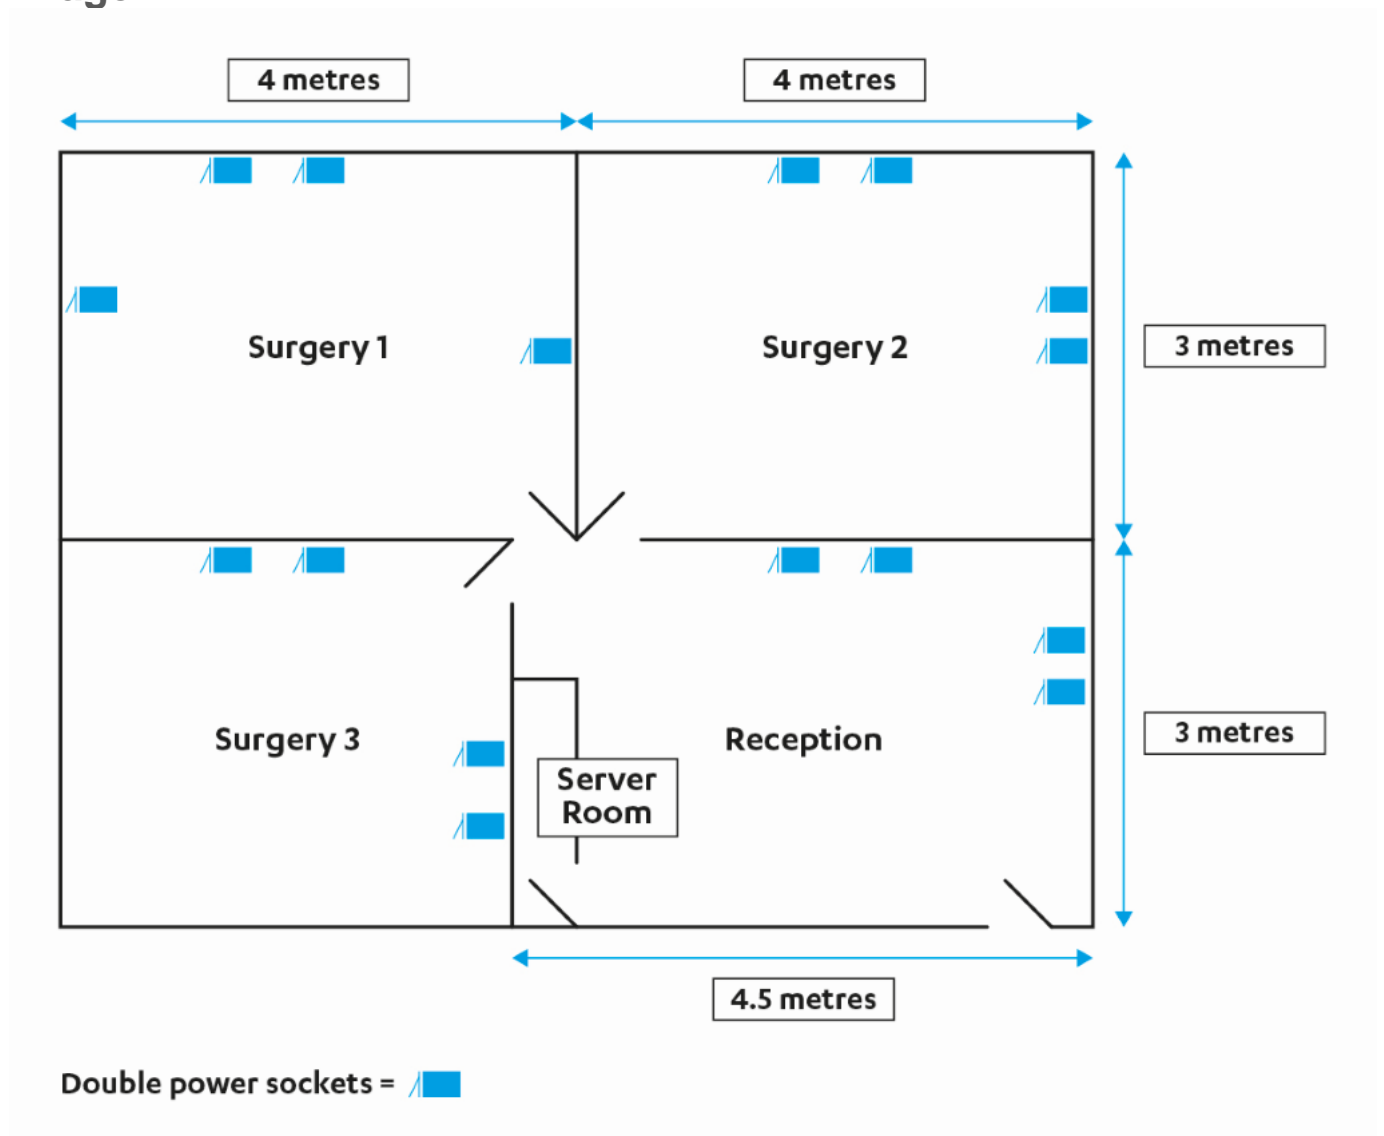 4 metres
4 metres
Surgery 1
Surgery 2
3 metres
Surgery 3
Reception
3 metres
Server
Room
4.5 metres
Double power sockets =